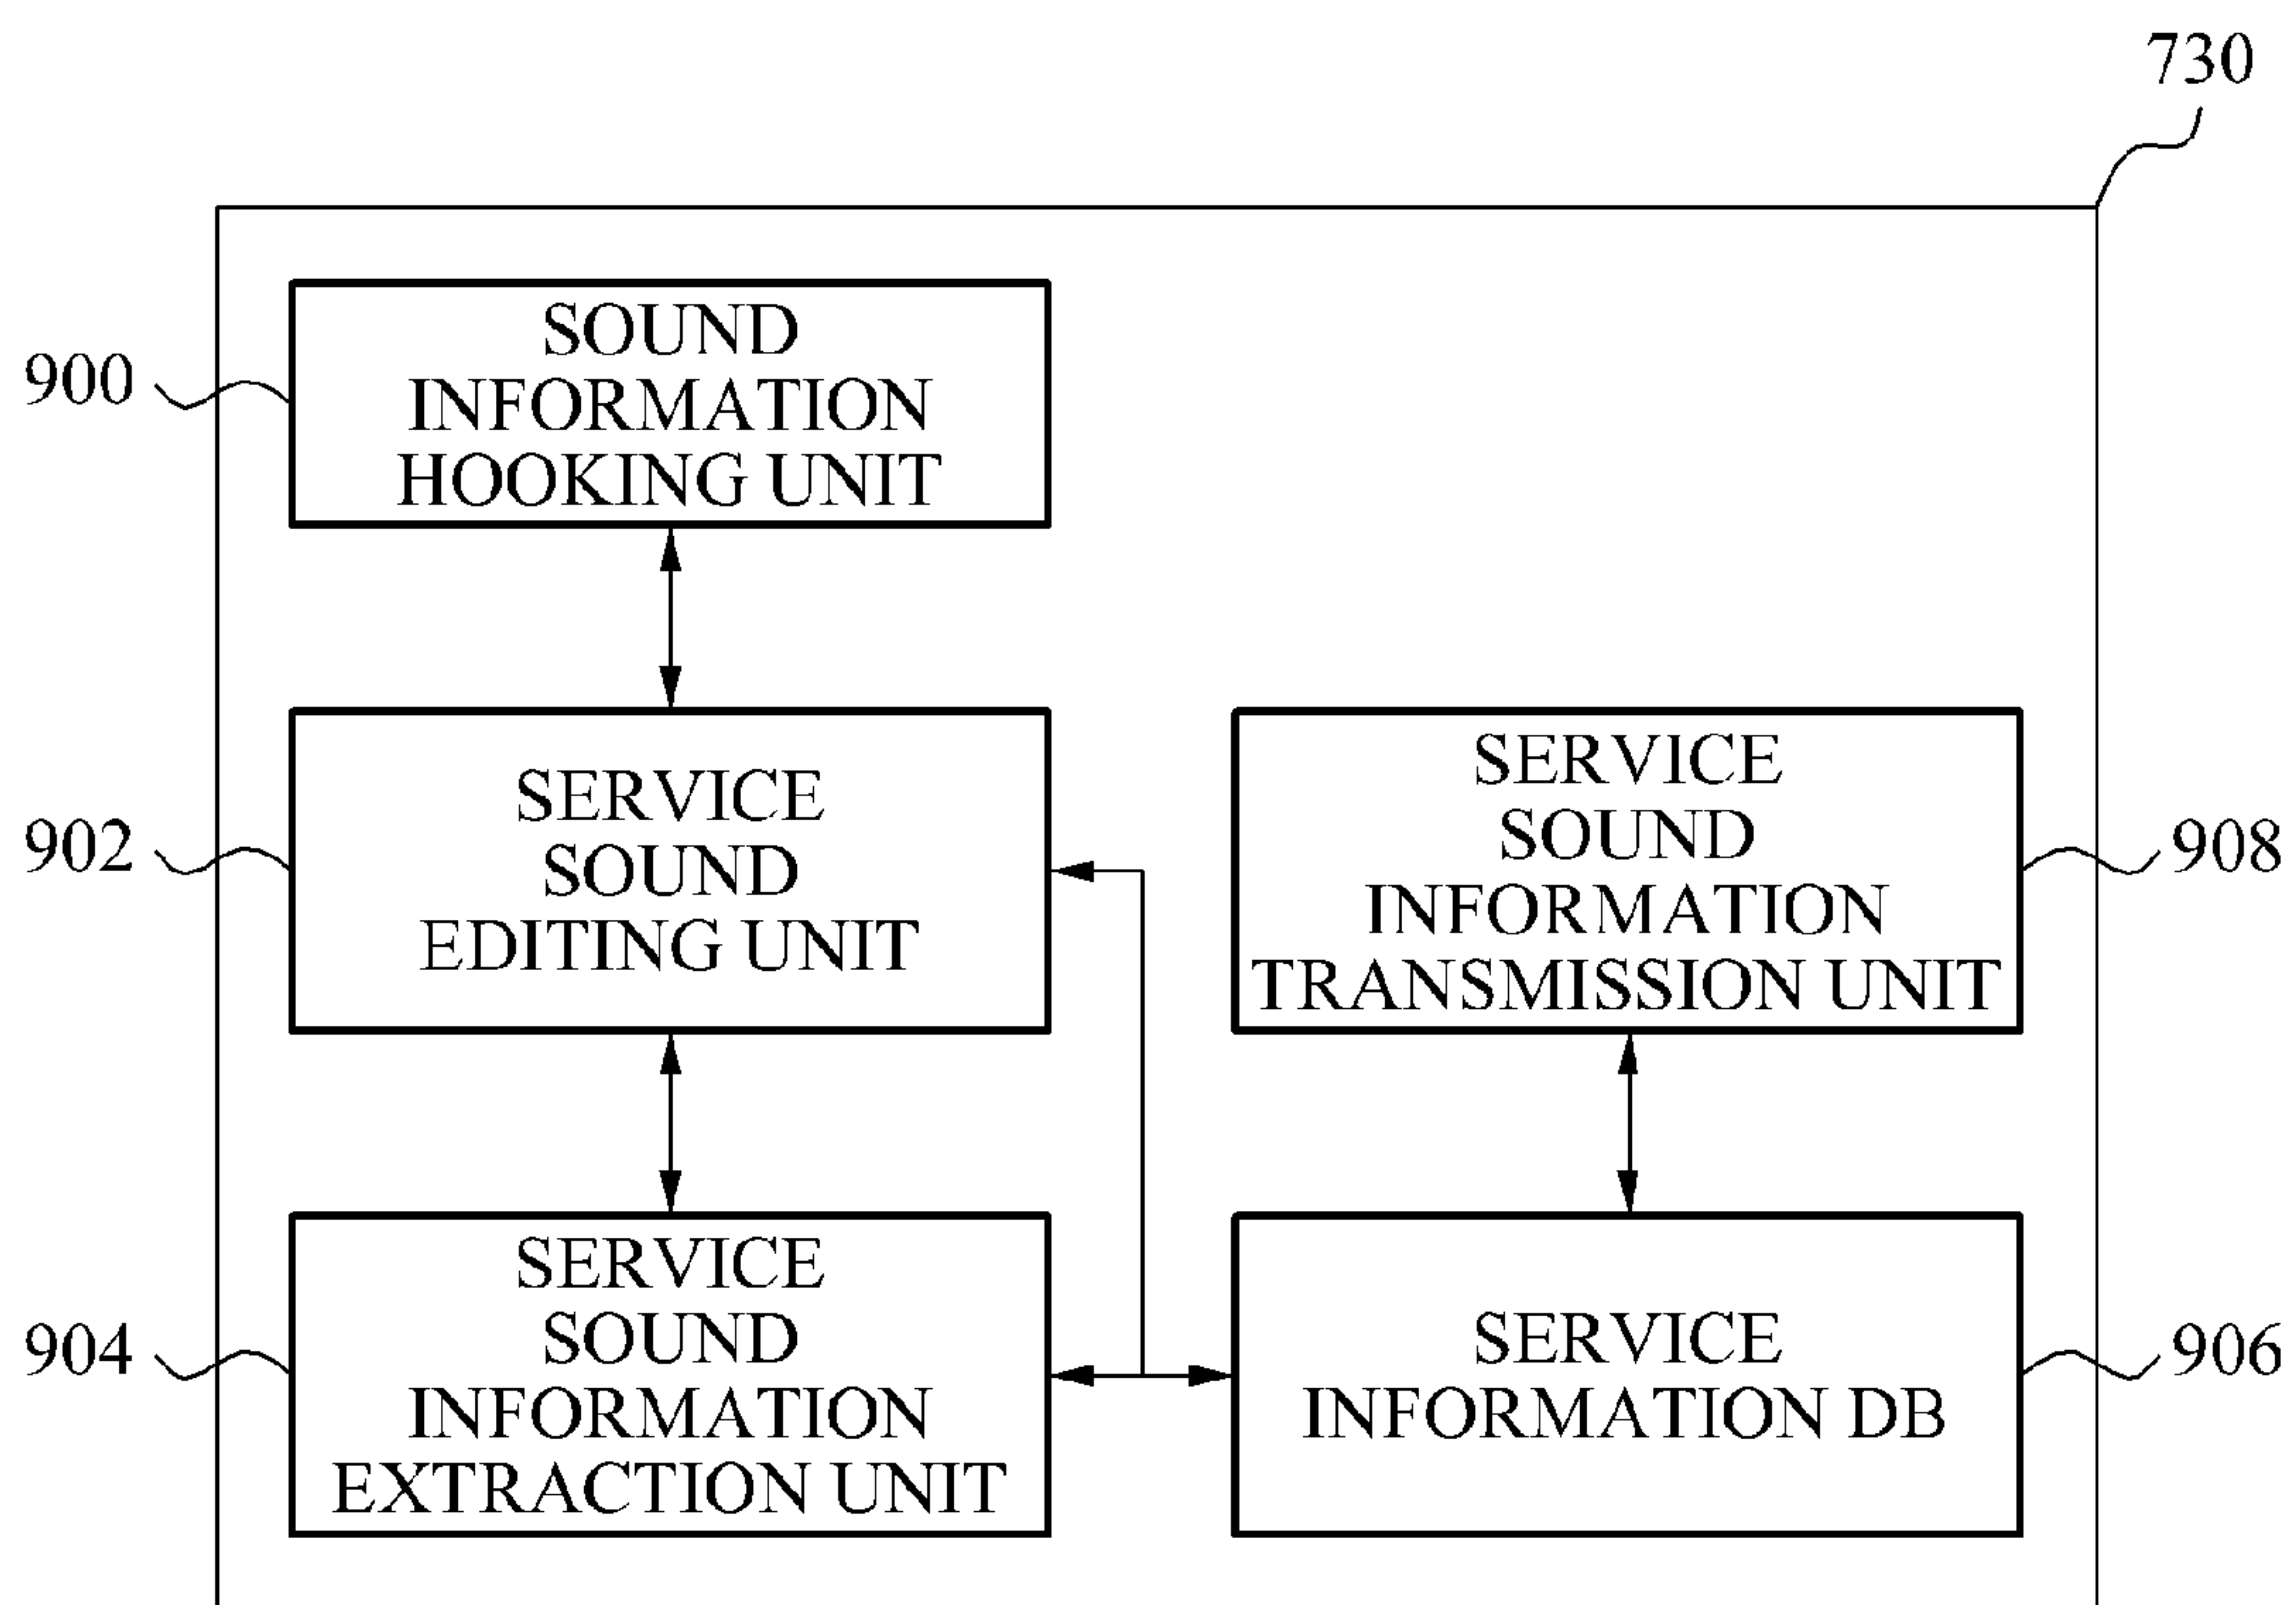 730
900
SOUND
INFORMATION
HOOKING UNIT
902
SERVICE
SOUND
EDITING UNIT
SERVICE
SOUND
INFORMATION
TRANSMISSION UNIT
908
904
SERVICE
SOUND
INFORMATION
EXTRACTION UNIT
SERVICE
INFORMATION DB
906